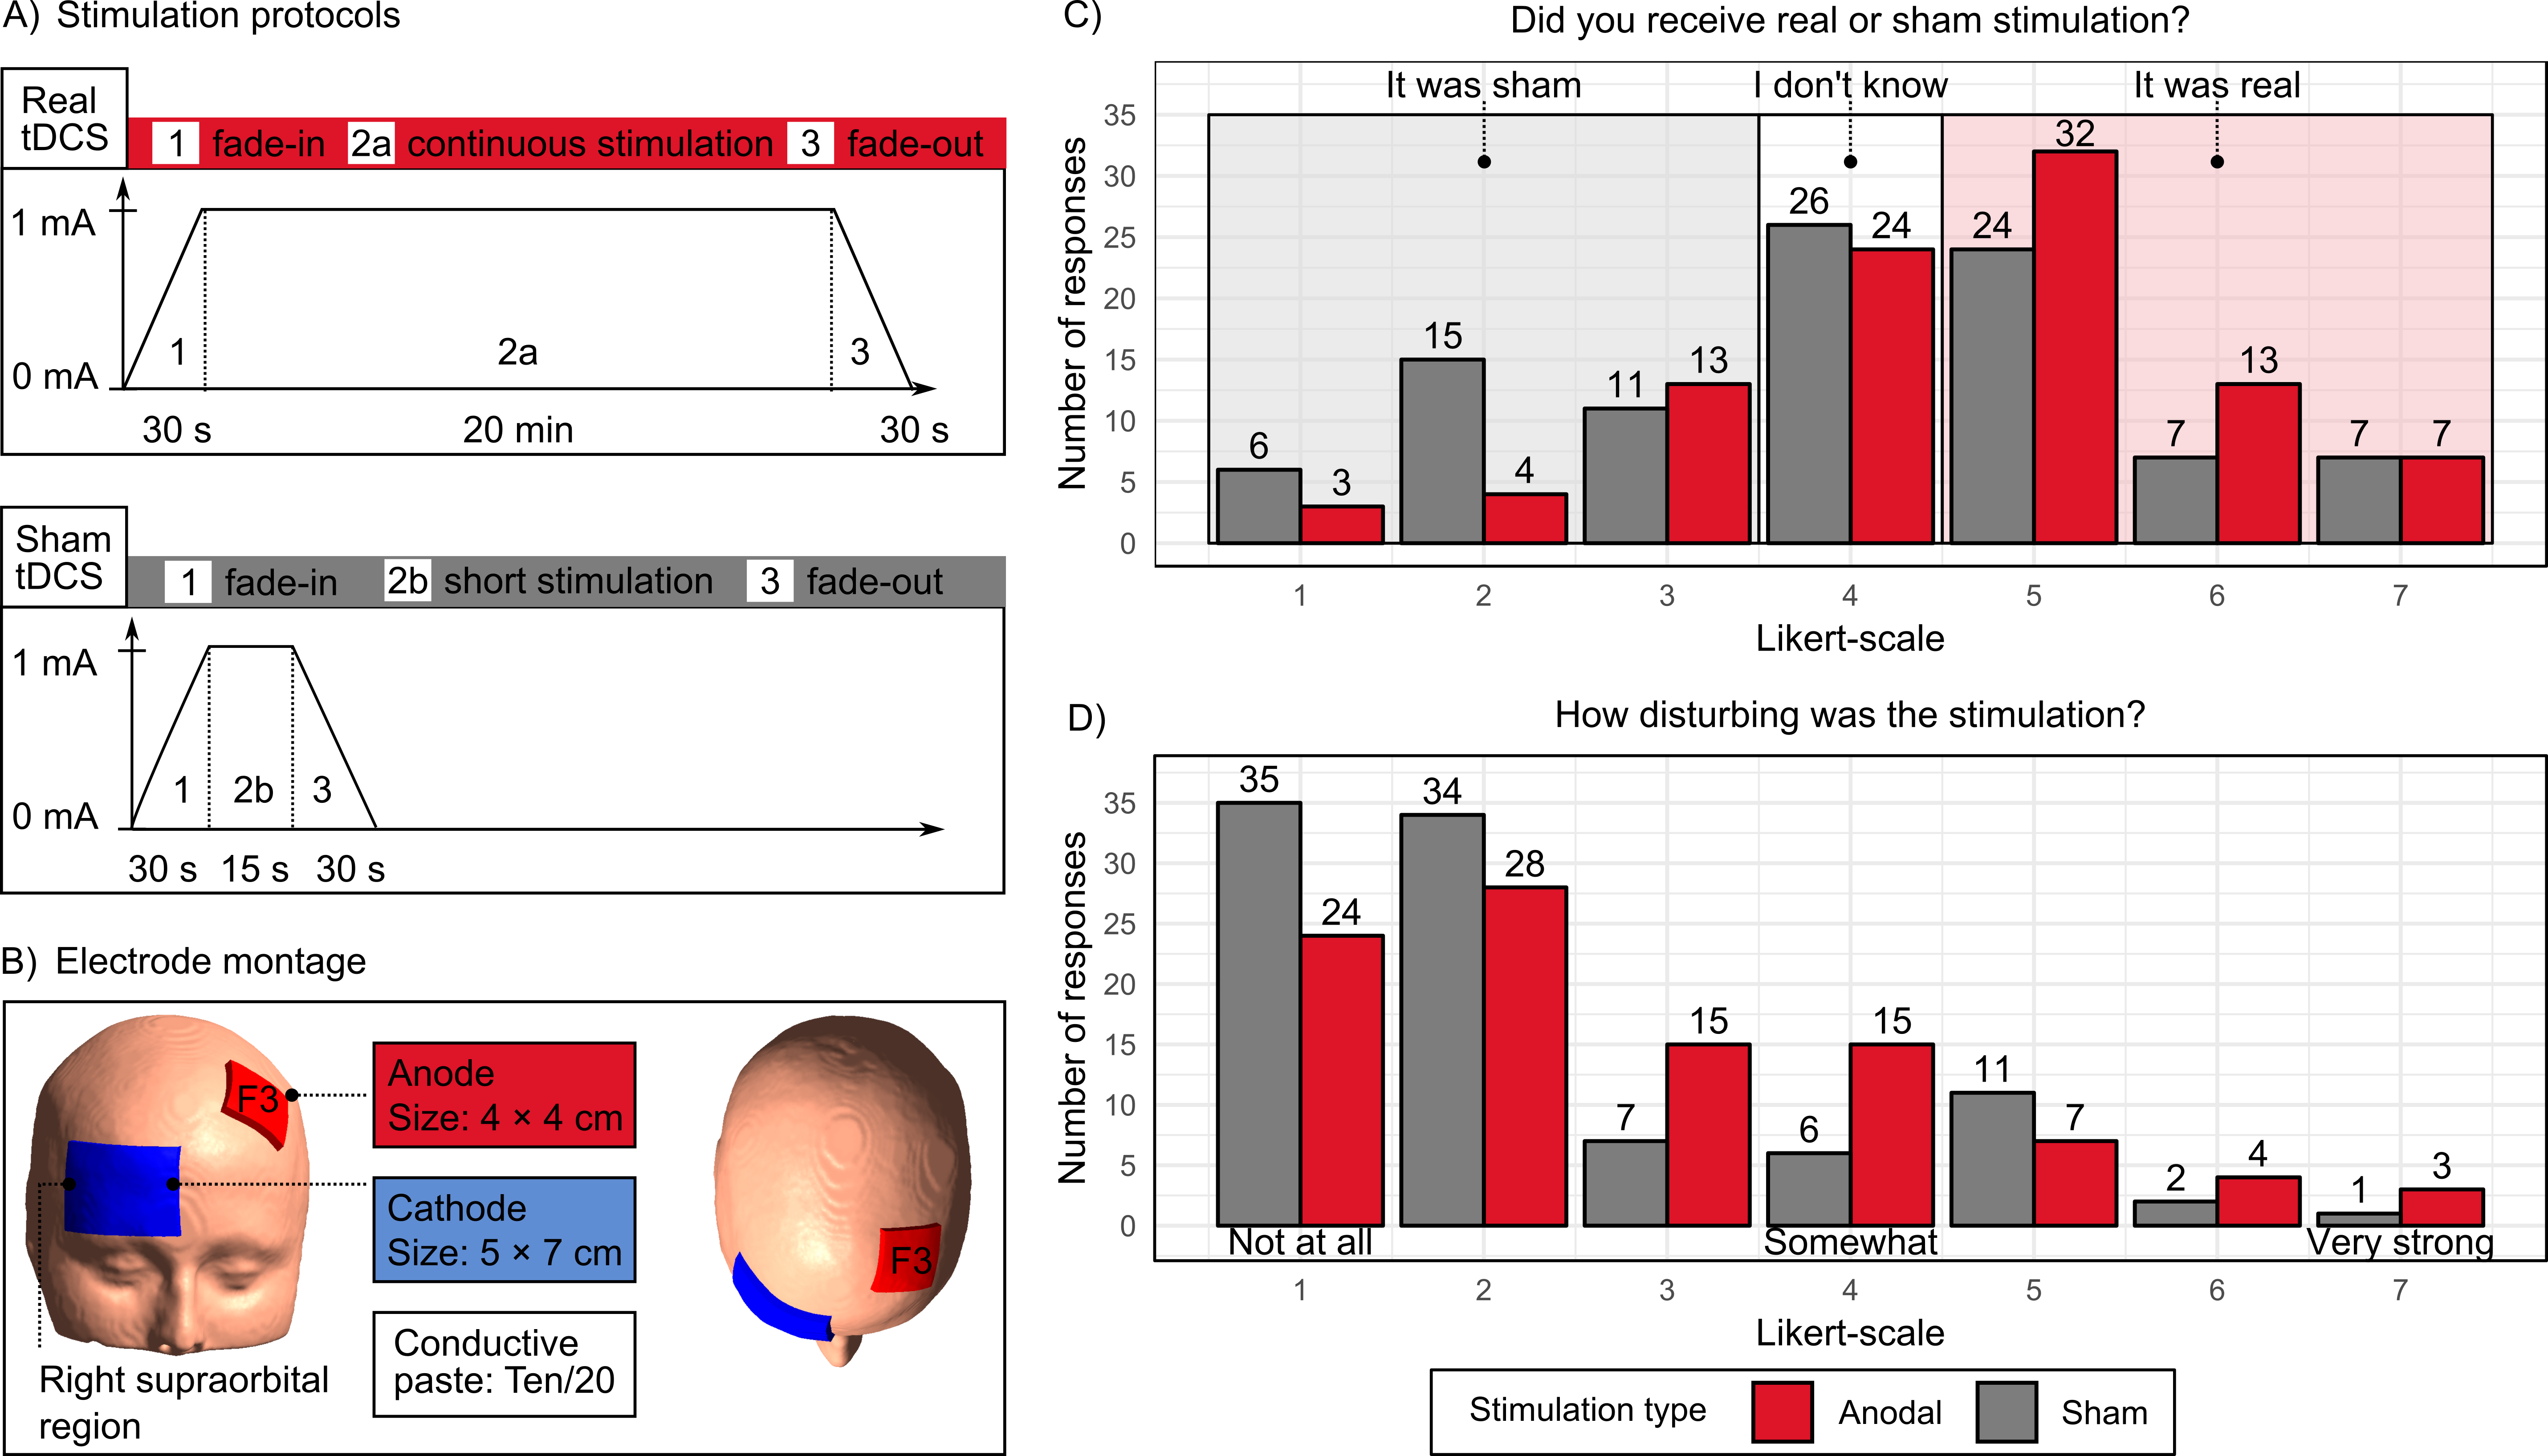 A) Stimulation protocols
Real
tDCS
1 fade-in 2a continuous stimulation 3 fade-out
1 mA
0 mA
1 2a 3
30 s 20 min 30 s
Sham
tDCS
1 fade-in 2b short stimulation 3 fade-out
1 mA
0 mA
1 2b 3
30 s 15 s 30 s
B) Electrode montage
F3
Anode
Size: 4 × 4 cm
Cathode
Size: 5 × 7 cm
Conductive
paste: Ten/20
Right supraorbital
region
F3
C) Did you receive real or sham stimulation?
It was sham I don't know It was real
Number of responses
35
30
25
20
15
10
5
0
6 3 15 4 11 13 26 24 24 32 7 13 7 7
1 2 3 4 5 6 7
Likert-scale
D) How disturbing was the stimulation?
Number of responses
35
30
25
20
15
10
5
0
35 24 34 28 7 15 6 15 11 7 2 4 1 3
Not at all Somewhat Very strong
1 2 3 4 5 6 7
Likert-scale
Stimulation type Anodal Sham